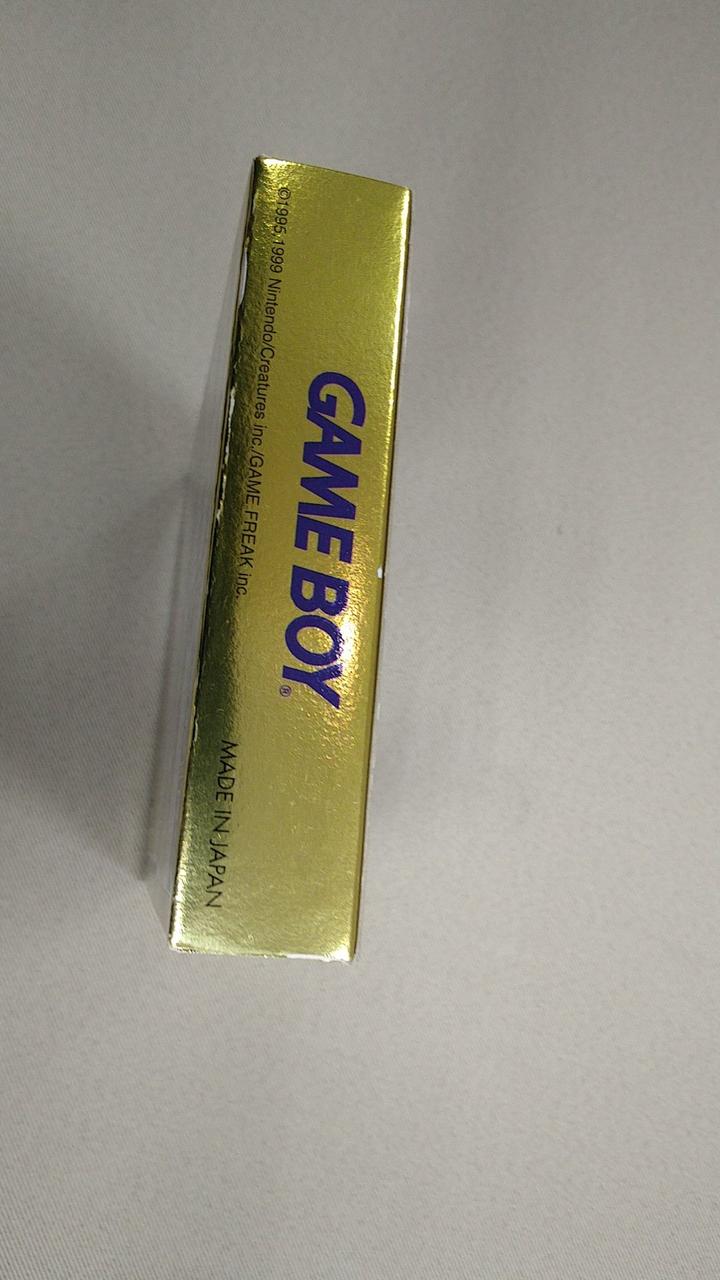 GAME BOY®
©1995,1999 Nintendo/Creatures inc./GAME FREAK inc.
MADE IN JAPAN